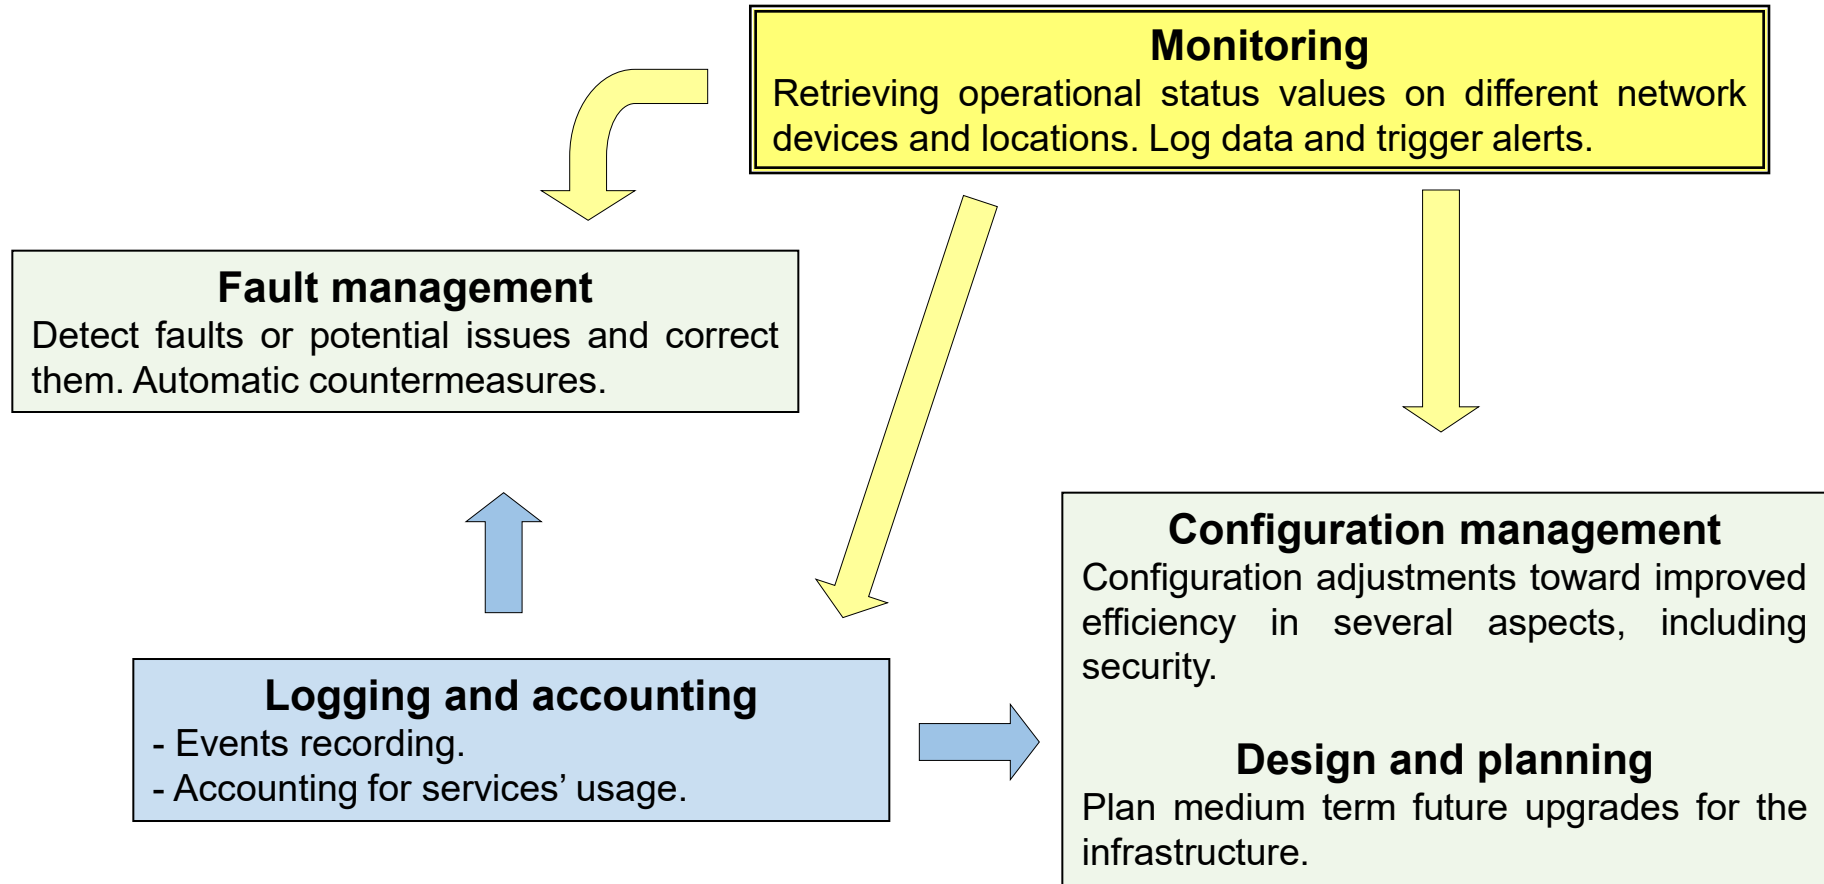 Monitoring
Retrieving operational status values on different network
devices and locations. Log data and trigger alerts.
Fault management
Detect faults or potential issues and correct
them. Automatic countermeasures.
Configuration management
Configuration adjustments toward improved
efficiency in several aspects, including
security.
Design and planning
Plan medium term future upgrades for the
infrastructure.
Logging and accounting
- Events recording.
- Accounting for services’ usage.